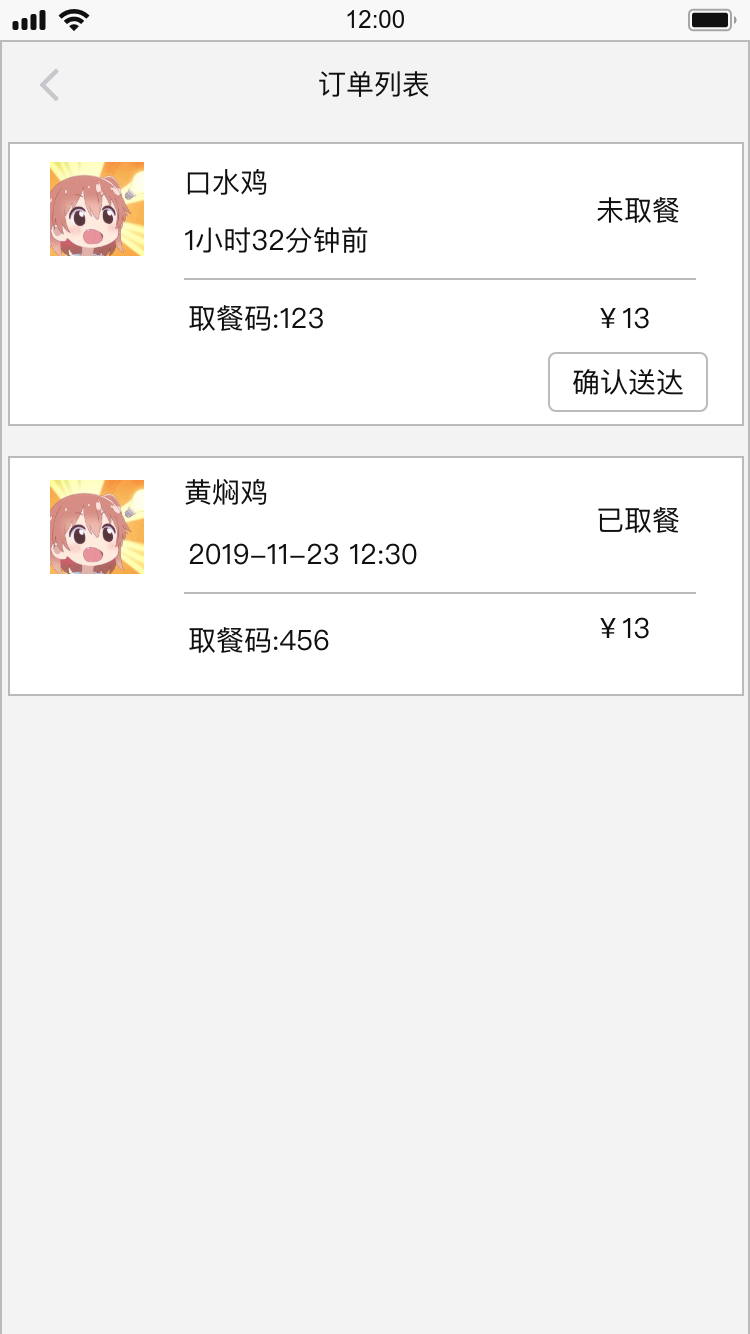 12:00
订单列表
口水鸡
未取餐
1小时32分钟前
取餐码:123
￥13
确认送达
黄焖鸡
已取餐
2019-11-23 12:30
￥13
取餐码:456